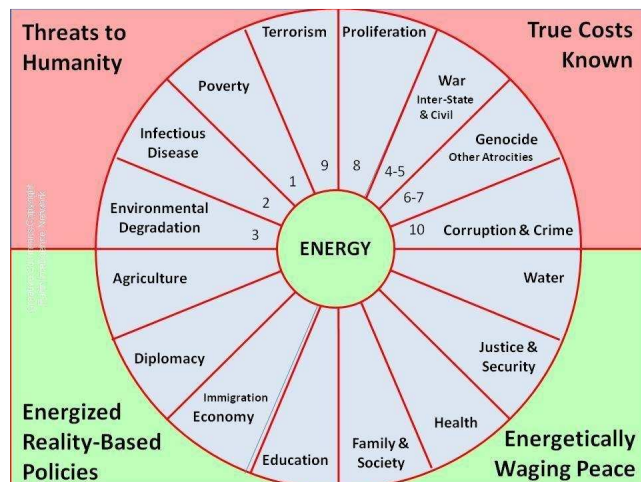 Threats to
Humanity
True Costs
Known
Terrorism
Proliferation
Poverty
War
Inter-State
& Civil
Infectious
Disease
Genocide
Other Atrocities
Environmental
Degradation
Corruption & Crime
1
9
8
4-5
2
6-7
3
10
ENERGY
Agriculture
Water
Diplomacy
Justice &
Security
Immigration
Economy
Health
Education
Family &
Society
Energized
Reality-Based
Policies
Energetically
Waging Peace